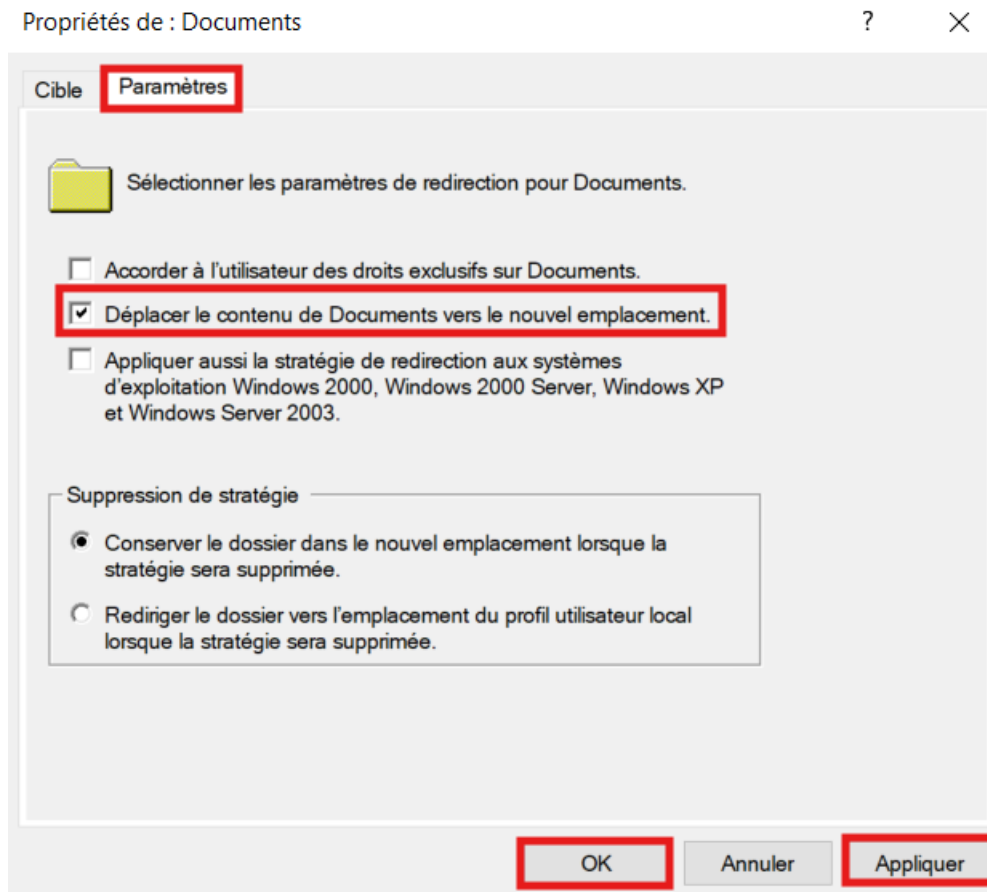 Propriétés de : Documents
?
Cible
Paramètres
Sélectionner les paramètres de redirection pour Documents.
Accorder à l'utilisateur des droits exclusifs sur Documents.
Déplacer le contenu de Documents vers le nouvel emplacement.
Appliquer aussi la stratégie de redirection aux systèmes
d'exploitation Windows 2000, Windows 2000 Server, Windows XP
et Windows Server 2003.
Suppression de stratégie
Conserver le dossier dans le nouvel emplacement lorsque la
stratégie sera supprimée.
Rediriger le dossier vers l'emplacement du profil utilisateur local
lorsque la stratégie sera supprimée.
OK
Annuler
Appliquer